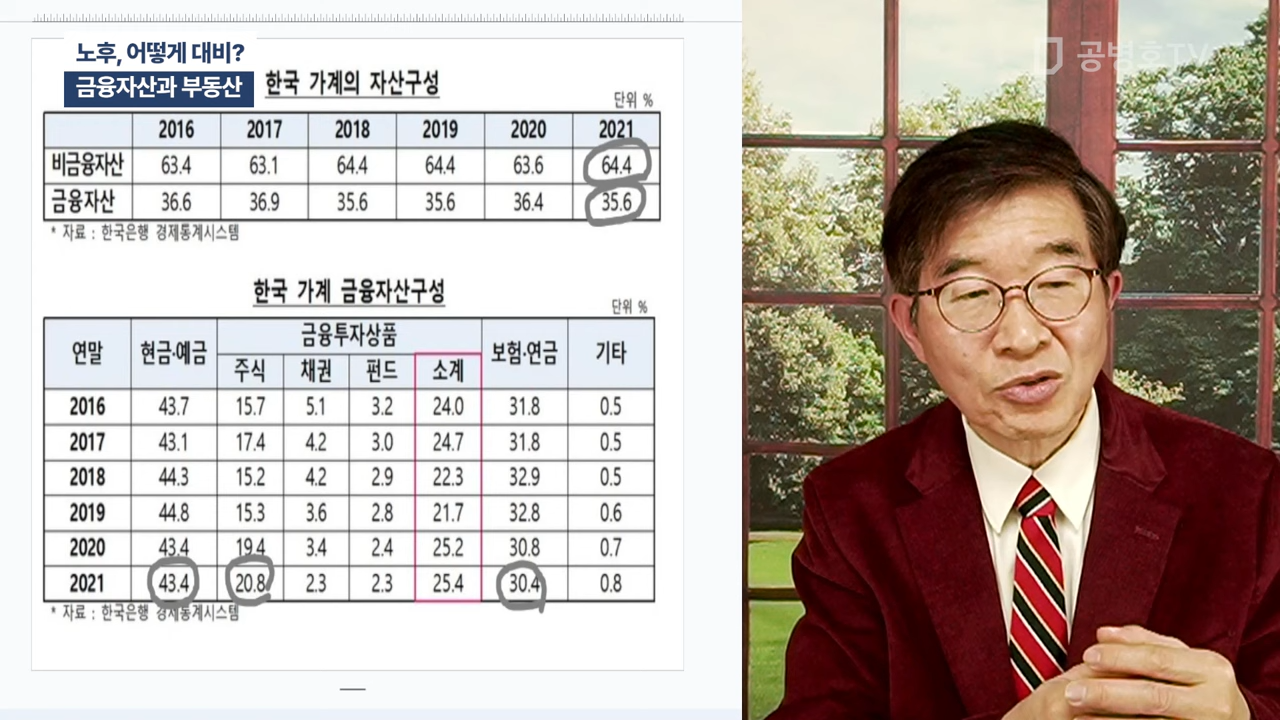 노후, 어떻게 대비?
금융자산과 부동산
한국 가계의 자산구성
단위 %
2016 2017 2018 2019 2020 2021
비금융자산 63.4 63.1 64.4 64.4 63.6 64.4
금융자산 36.6 36.9 35.6 35.6 36.4 35.6
* 자료 : 한국은행 경제통계시스템
한국 가계 금융자산구성
단위 %
연말 현금·예금 금융투자상품 보험·연금 기타
주식 채권 펀드 소계
2016 43.7 15.7 5.1 3.2 24.0 31.8 0.5
2017 43.1 17.4 4.2 3.0 24.7 31.8 0.5
2018 44.3 15.2 4.2 2.9 22.3 32.9 0.5
2019 44.8 15.3 3.6 2.8 21.7 32.8 0.6
2020 43.4 19.4 3.4 2.4 25.2 30.8 0.7
2021 43.4 20.8 2.3 2.3 25.4 30.4 0.8
* 자료 : 한국은행 경제통계시스템
공병호TV